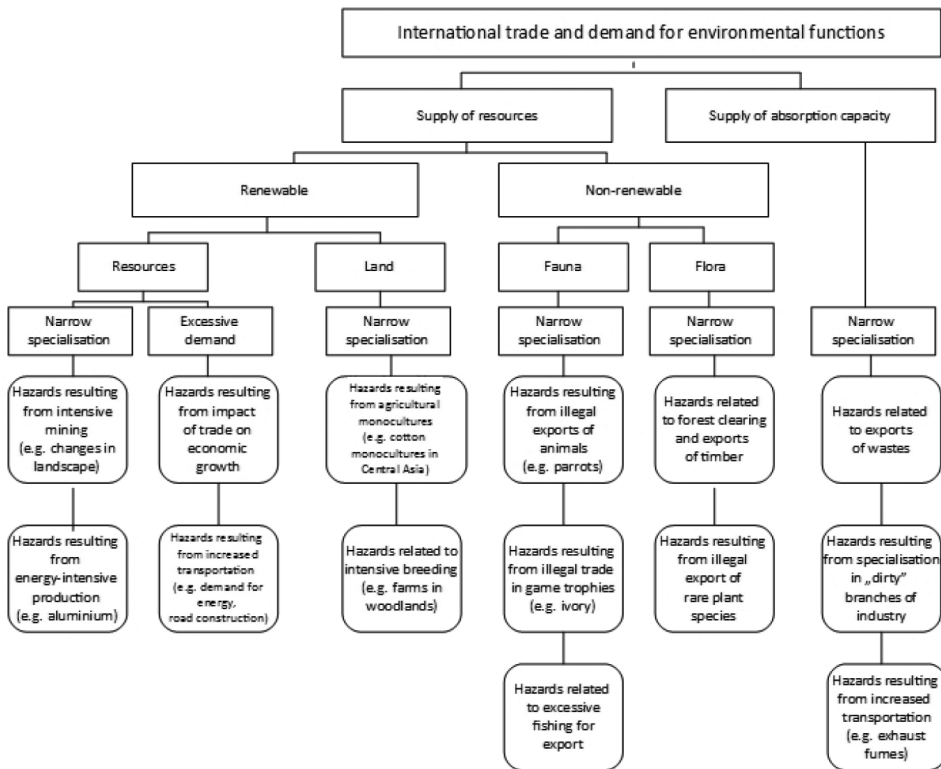 International trade and demand for environmental functions
Supply of resources
Supply of absorption capacity
Renewable
Non-renewable
Resources
Land
Fauna
Flora
Narrow
specialisation
Excessive
demand
Narrow
specialisation
Narrow
specialisation
Narrow
specialisation
Narrow
specialisation
Hazards resulting
from intensive
mining
(e.g. changes in
landscape)
Hazards resulting
from impact
of trade on
economic
growth
Hazards resulting
from agricultural
monocultures
(e.g. cotton
monocultures in
Central Asia)
Hazards resulting
from illegal
exports of
animals
(e.g. parrots)
Hazards related
to forest clearing
and exports
of timber
Hazards related
to exports
of wastes
Hazards resulting
from
energy-intensive
production
(e.g. aluminium)
Hazards resulting
from increased
transportation
(e.g. demand for
energy,
road construction)
Hazards related to
intensive breeding
(e.g. farms in
woodlands)
Hazards resulting
from illegal trade
in game trophies
(e.g. ivory)
Hazards resulting
from illegal
export of
rare plant
species
Hazards resulting
from specialisation
in „dirty”
branches of
industry
Hazards related
to excessive
fishing for
export
Hazards resulting
from increased
transportation
(e.g. exhaust
fumes)